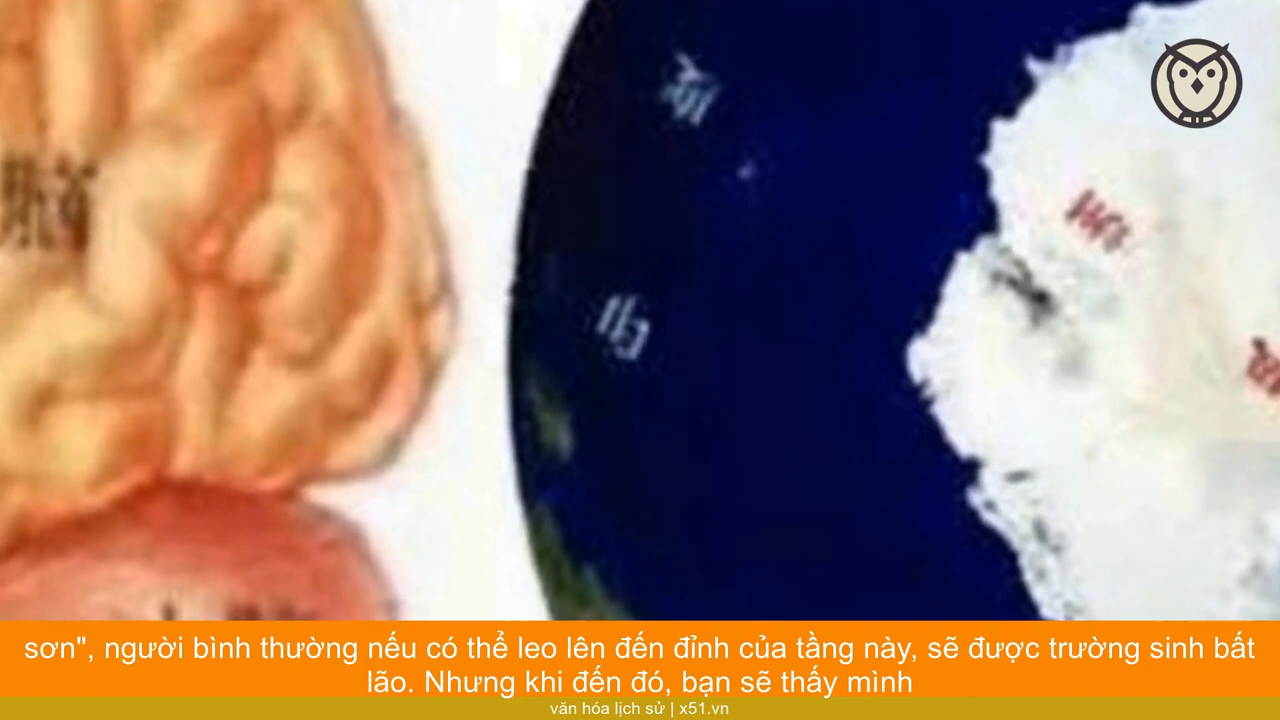 脑
sơn", người bình thường nếu có thể leo lên đến đỉnh của tầng này, sẽ được trường sinh bất
lão. Nhưng khi đến đó, bạn sẽ thấy mình
văn hóa lịch sử | x51.vn